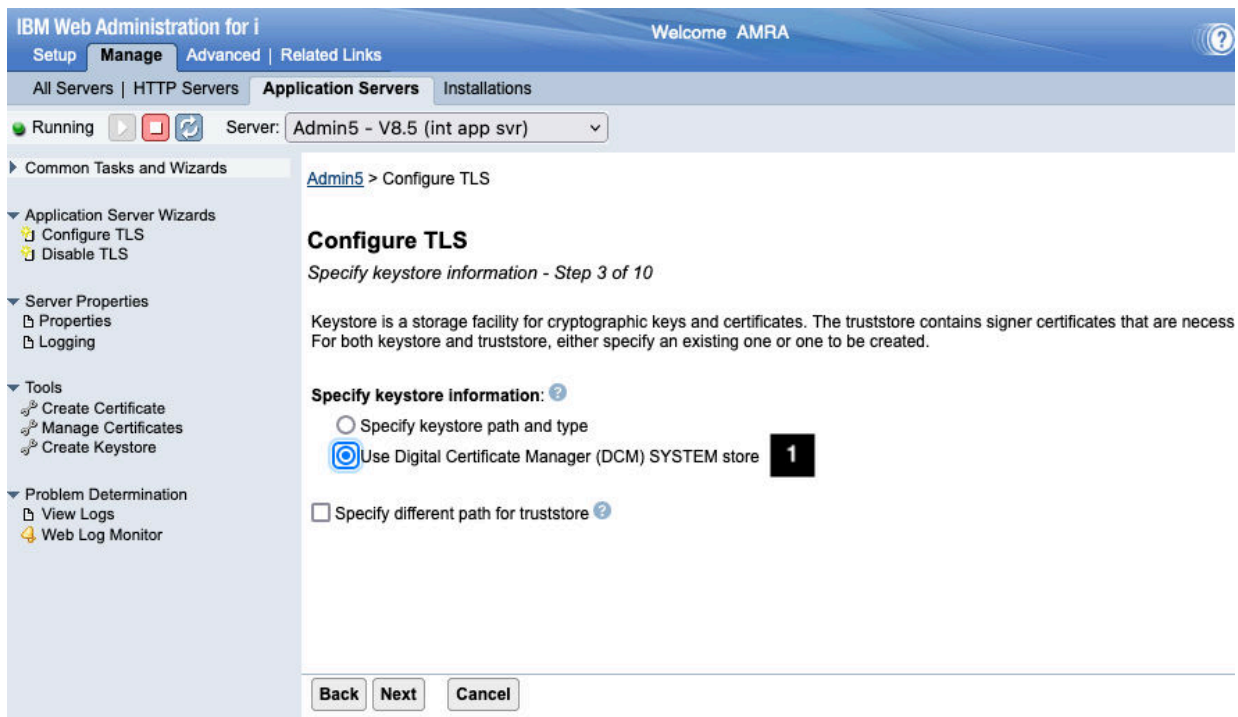 IBM Web Administration for i
Welcome AMRA
Setup Manage Advanced | Related Links
All Servers | HTTP Servers Application Servers Installations
Running Server: Admin5 - V8.5 (int app svr)
Common Tasks and Wizards
Application Server Wizards
Configure TLS
Disable TLS
Server Properties
Properties
Logging
Tools
Create Certificate
Manage Certificates
Create Keystore
Problem Determination
View Logs
Web Log Monitor
Admin5 > Configure TLS
Configure TLS
Specify keystore information - Step 3 of 10
Keystore is a storage facility for cryptographic keys and certificates. The truststore contains signer certificates that are necess
For both keystore and truststore, either specify an existing one or one to be created.
Specify keystore information: ?
Specify keystore path and type
Use Digital Certificate Manager (DCM) SYSTEM store 1
Specify different path for truststore ?
Back Next Cancel